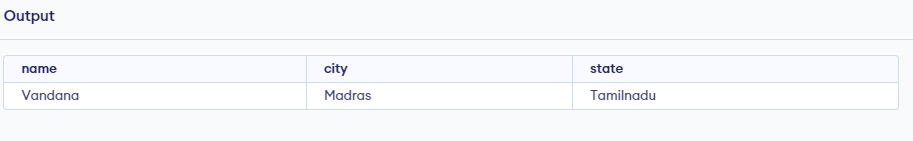 Output
name city state
Vandana Madras Tamilnadu